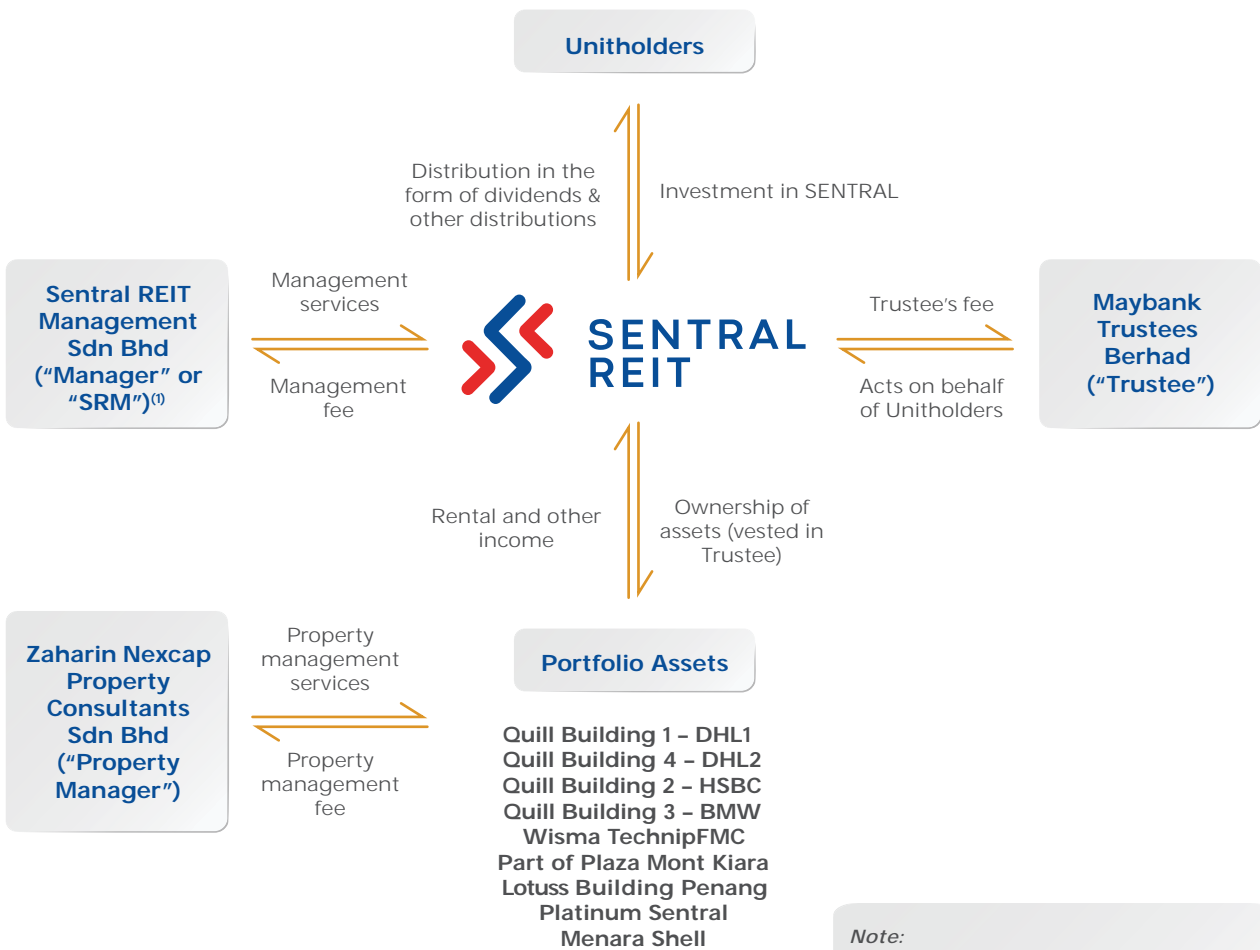 Unitholders
Distribution in the
form of dividends &
other distributions
Investment in SENTRAL
Sentral REIT
Management
Sdn Bhd
(“Manager” or
“SRM”)(1)
Management
services
Management
fee
SENTRAL
REIT
Trustee's fee
Acts on behalf
of Unitholders
Maybank
Trustees
Berhad
(“Trustee”)
Rental and other
income
Ownership of
assets (vested in
Trustee)
Zaharin Nexcap
Property
Consultants
Sdn Bhd
(“Property
Manager”)
Property
management
services
Property
management
fee
Portfolio Assets
Quill Building 1 – DHL1
Quill Building 4 – DHL2
Quill Building 2 – HSBC
Quill Building 3 – BMW
Wisma TechnipFMC
Part of Plaza Mont Kiara
Lotuss Building Penang
Platinum Sentral
Menara Shell
Note: